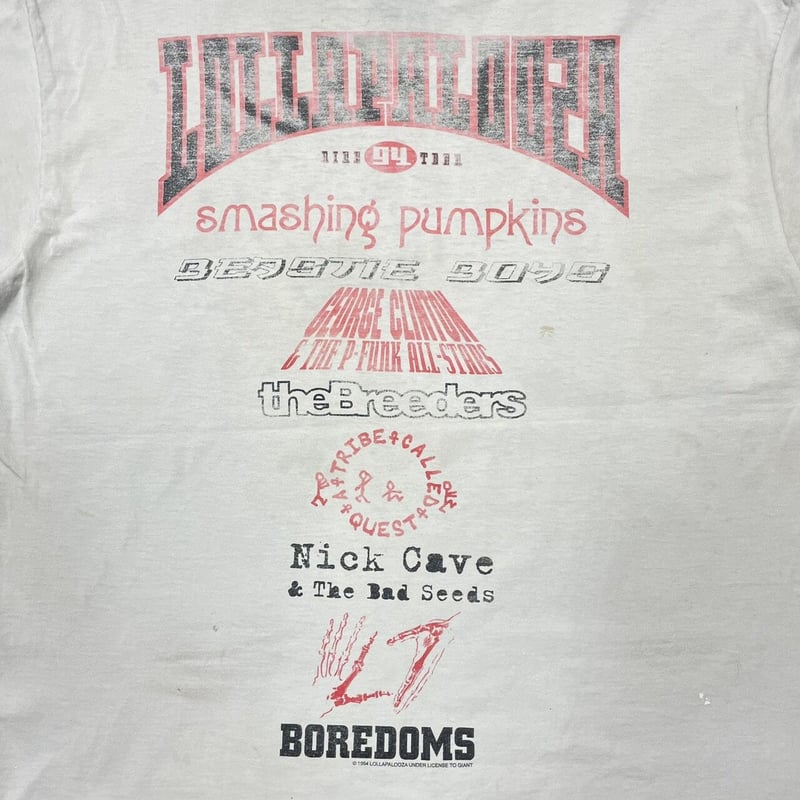 LOLLAPALOOZA
94
smashing pumpkins
BEASTIE BOYS
GEORGE CLINTON
& THE P-FUNK ALL-STARS
theBreeders
A TRIBE CALLED QUEST
Nick Cave
& The Bad Seeds
L7
BOREDOMS
© 1994 LOLLAPALOOZA UNDER LICENSE TO GIANT